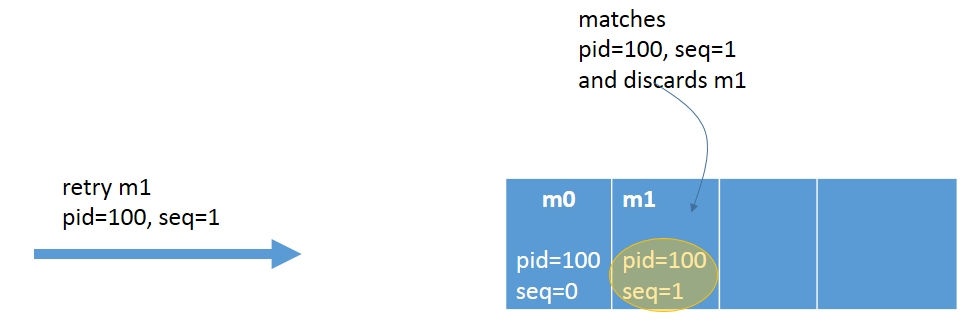 matches
pid=100, seq=1
and discards m1
retry m1
pid=100, seq=1
m0
m1
pid=100
pid=100
seq=0
seq=1